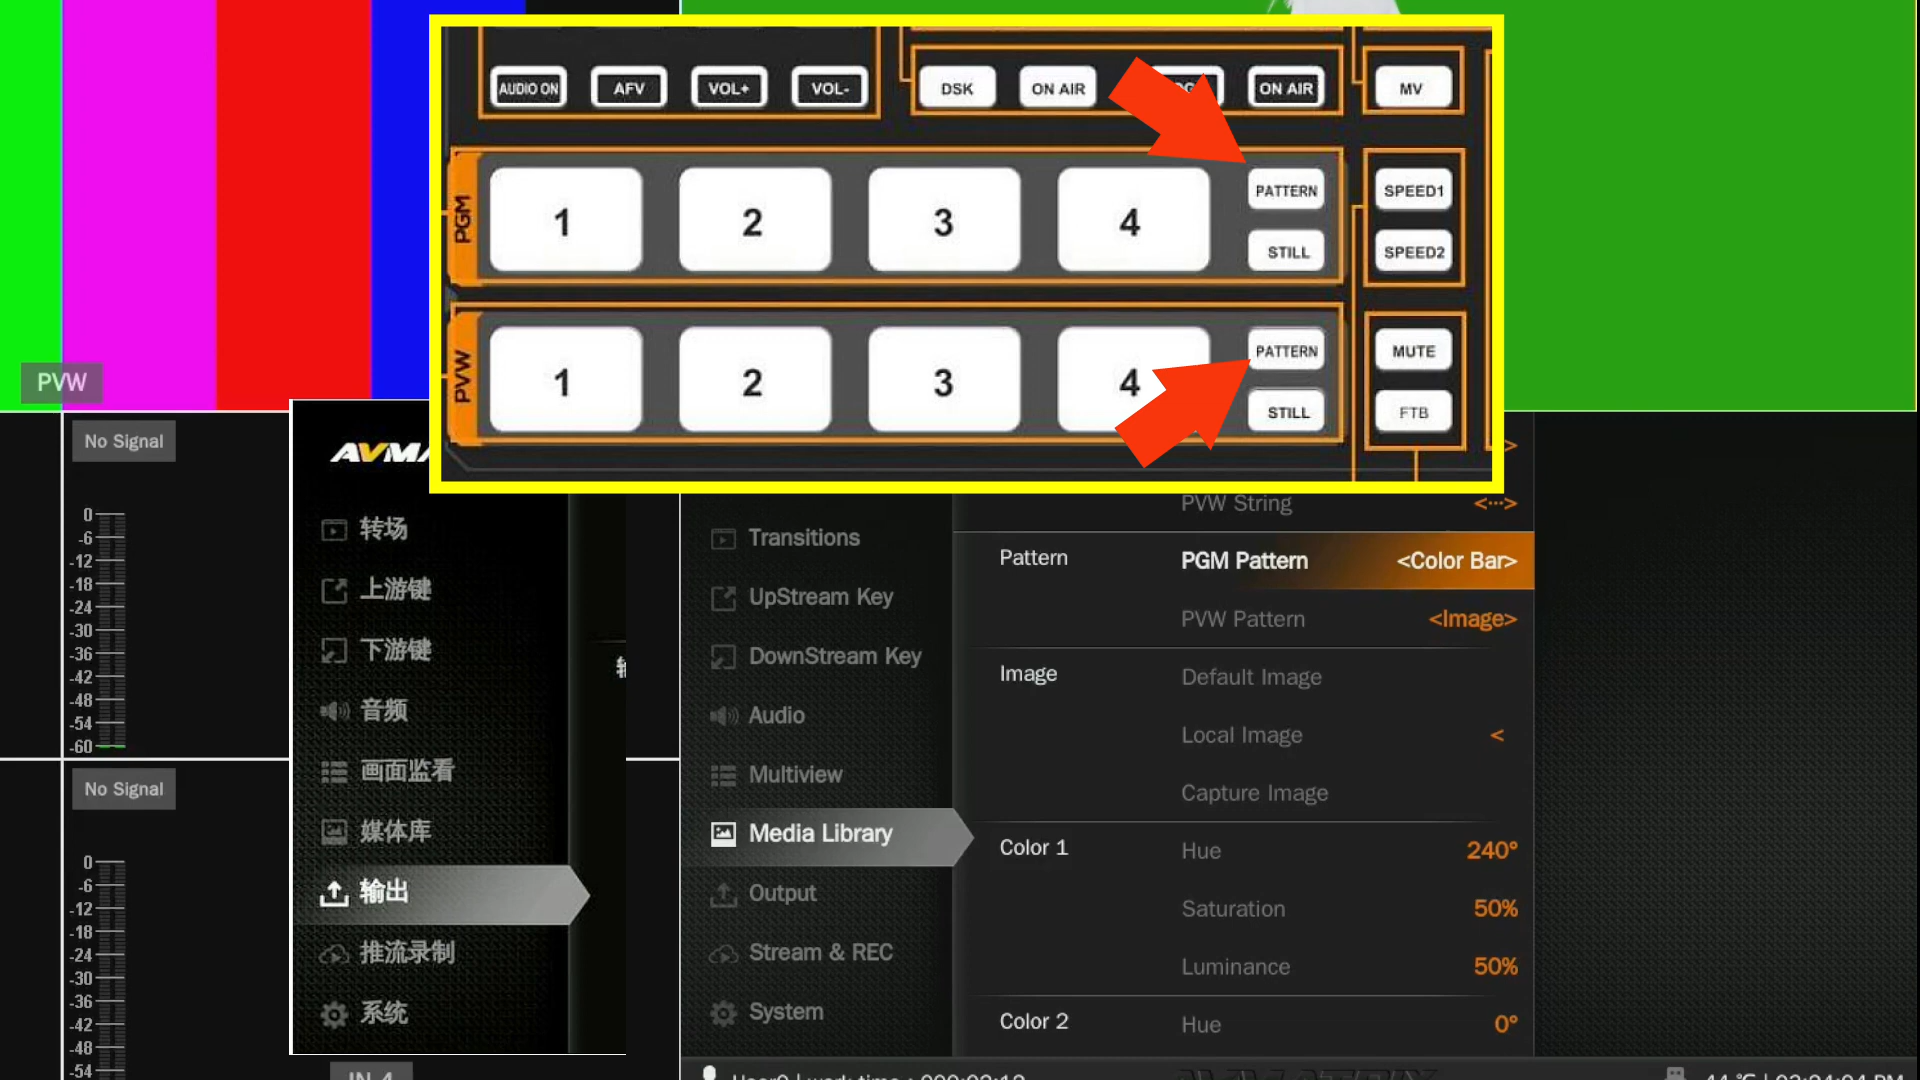 AUDIO ON AFV VOL+ VOL- DSK ON AIR ON AIR MV
PGM 1 2 3 4 PATTERN SPEED1
STILL SPEED2
PVW 1 2 3 4 PATTERN MUTE
STILL FTB
PVW
No Signal
0
-6
-12
-18
-24
-30
-36
-42
-48
-54
-60
No Signal
0
-6
-12
-18
-24
-30
-36
-42
-48
-54
转场
上游键
下游键
音频
画面监看
媒体库
输出
推流录制
系统
IN 4
Transitions
UpStream Key
DownStream Key
Audio
Multiview
Media Library
Output
Stream & REC
System
>
PVW String <···>
Pattern PGM Pattern <Color Bar>
PVW Pattern <Image>
Image Default Image
Local Image <
Capture Image
Color 1 Hue 240°
Saturation 50%
Luminance 50%
Color 2 Hue 0°